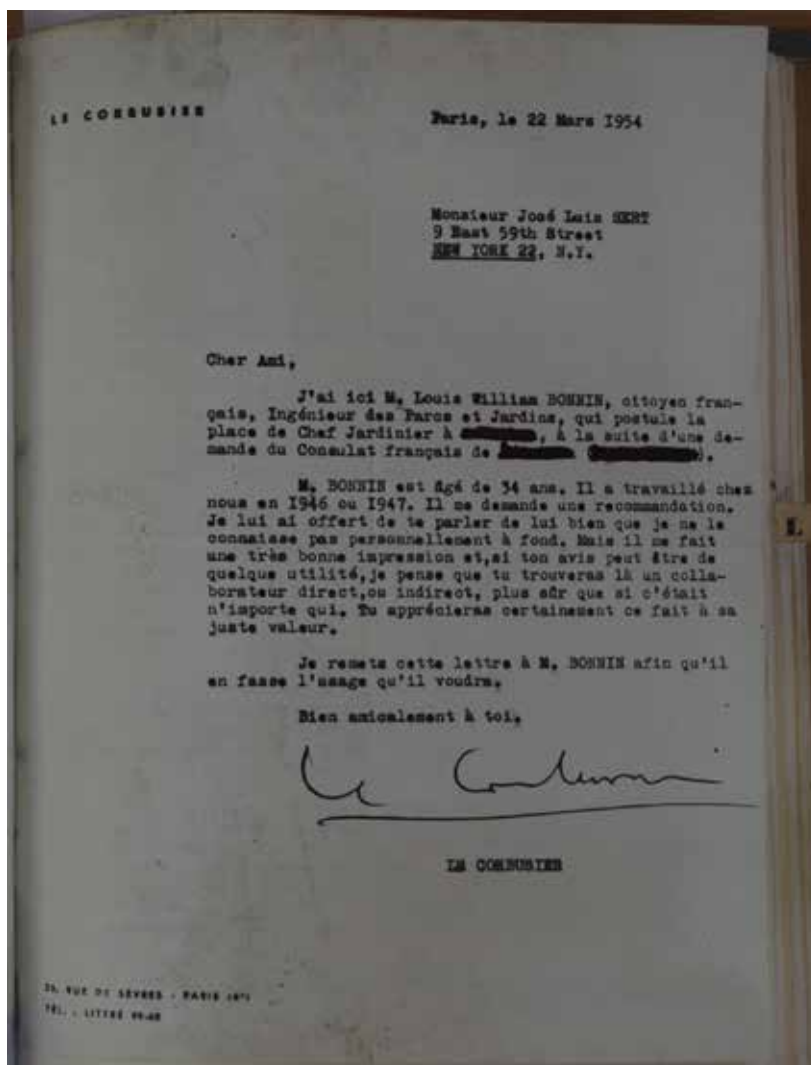 LE CORBUSIER
Paris, le 22 Mars 1954
Monsieur José Luis SERT
9 East 59th Street
NEW YORK 22, N.Y.
Cher Ami,
J'ai ici M. Louis William BONNIN, citoyen fran-
çais, Ingénieur des Parcs et Jardins, qui postule la
place de Chef Jardinier à , à la suite d'une de-
mande du Consulat français de
M. BONNIN est âgé de 34 ans. Il a travaillé chez
nous en 1946 ou 1947. Il me demande une recommandation.
Je lui ai offert de te parler de lui bien que je ne le
connaisse pas personnellement à fond. Mais il me fait
une très bonne impression et,si ton avis peut être de
quelque utilité,je pense que tu trouveras là un colla-
borateur direct,ou indirect, plus sûr que si c'était
n'importe qui. Tu apprécieras certainement ce fait à sa
juste valeur.
Je remets cette lettre à M. BONNIN afin qu'il
en fasse l'usage qu'il voudra.
Bien amicalement à toi.
Le Corbusier
LE CORBUSIER
RUE DE SÈVRES - PARIS
TÉL. : LITTRÉ